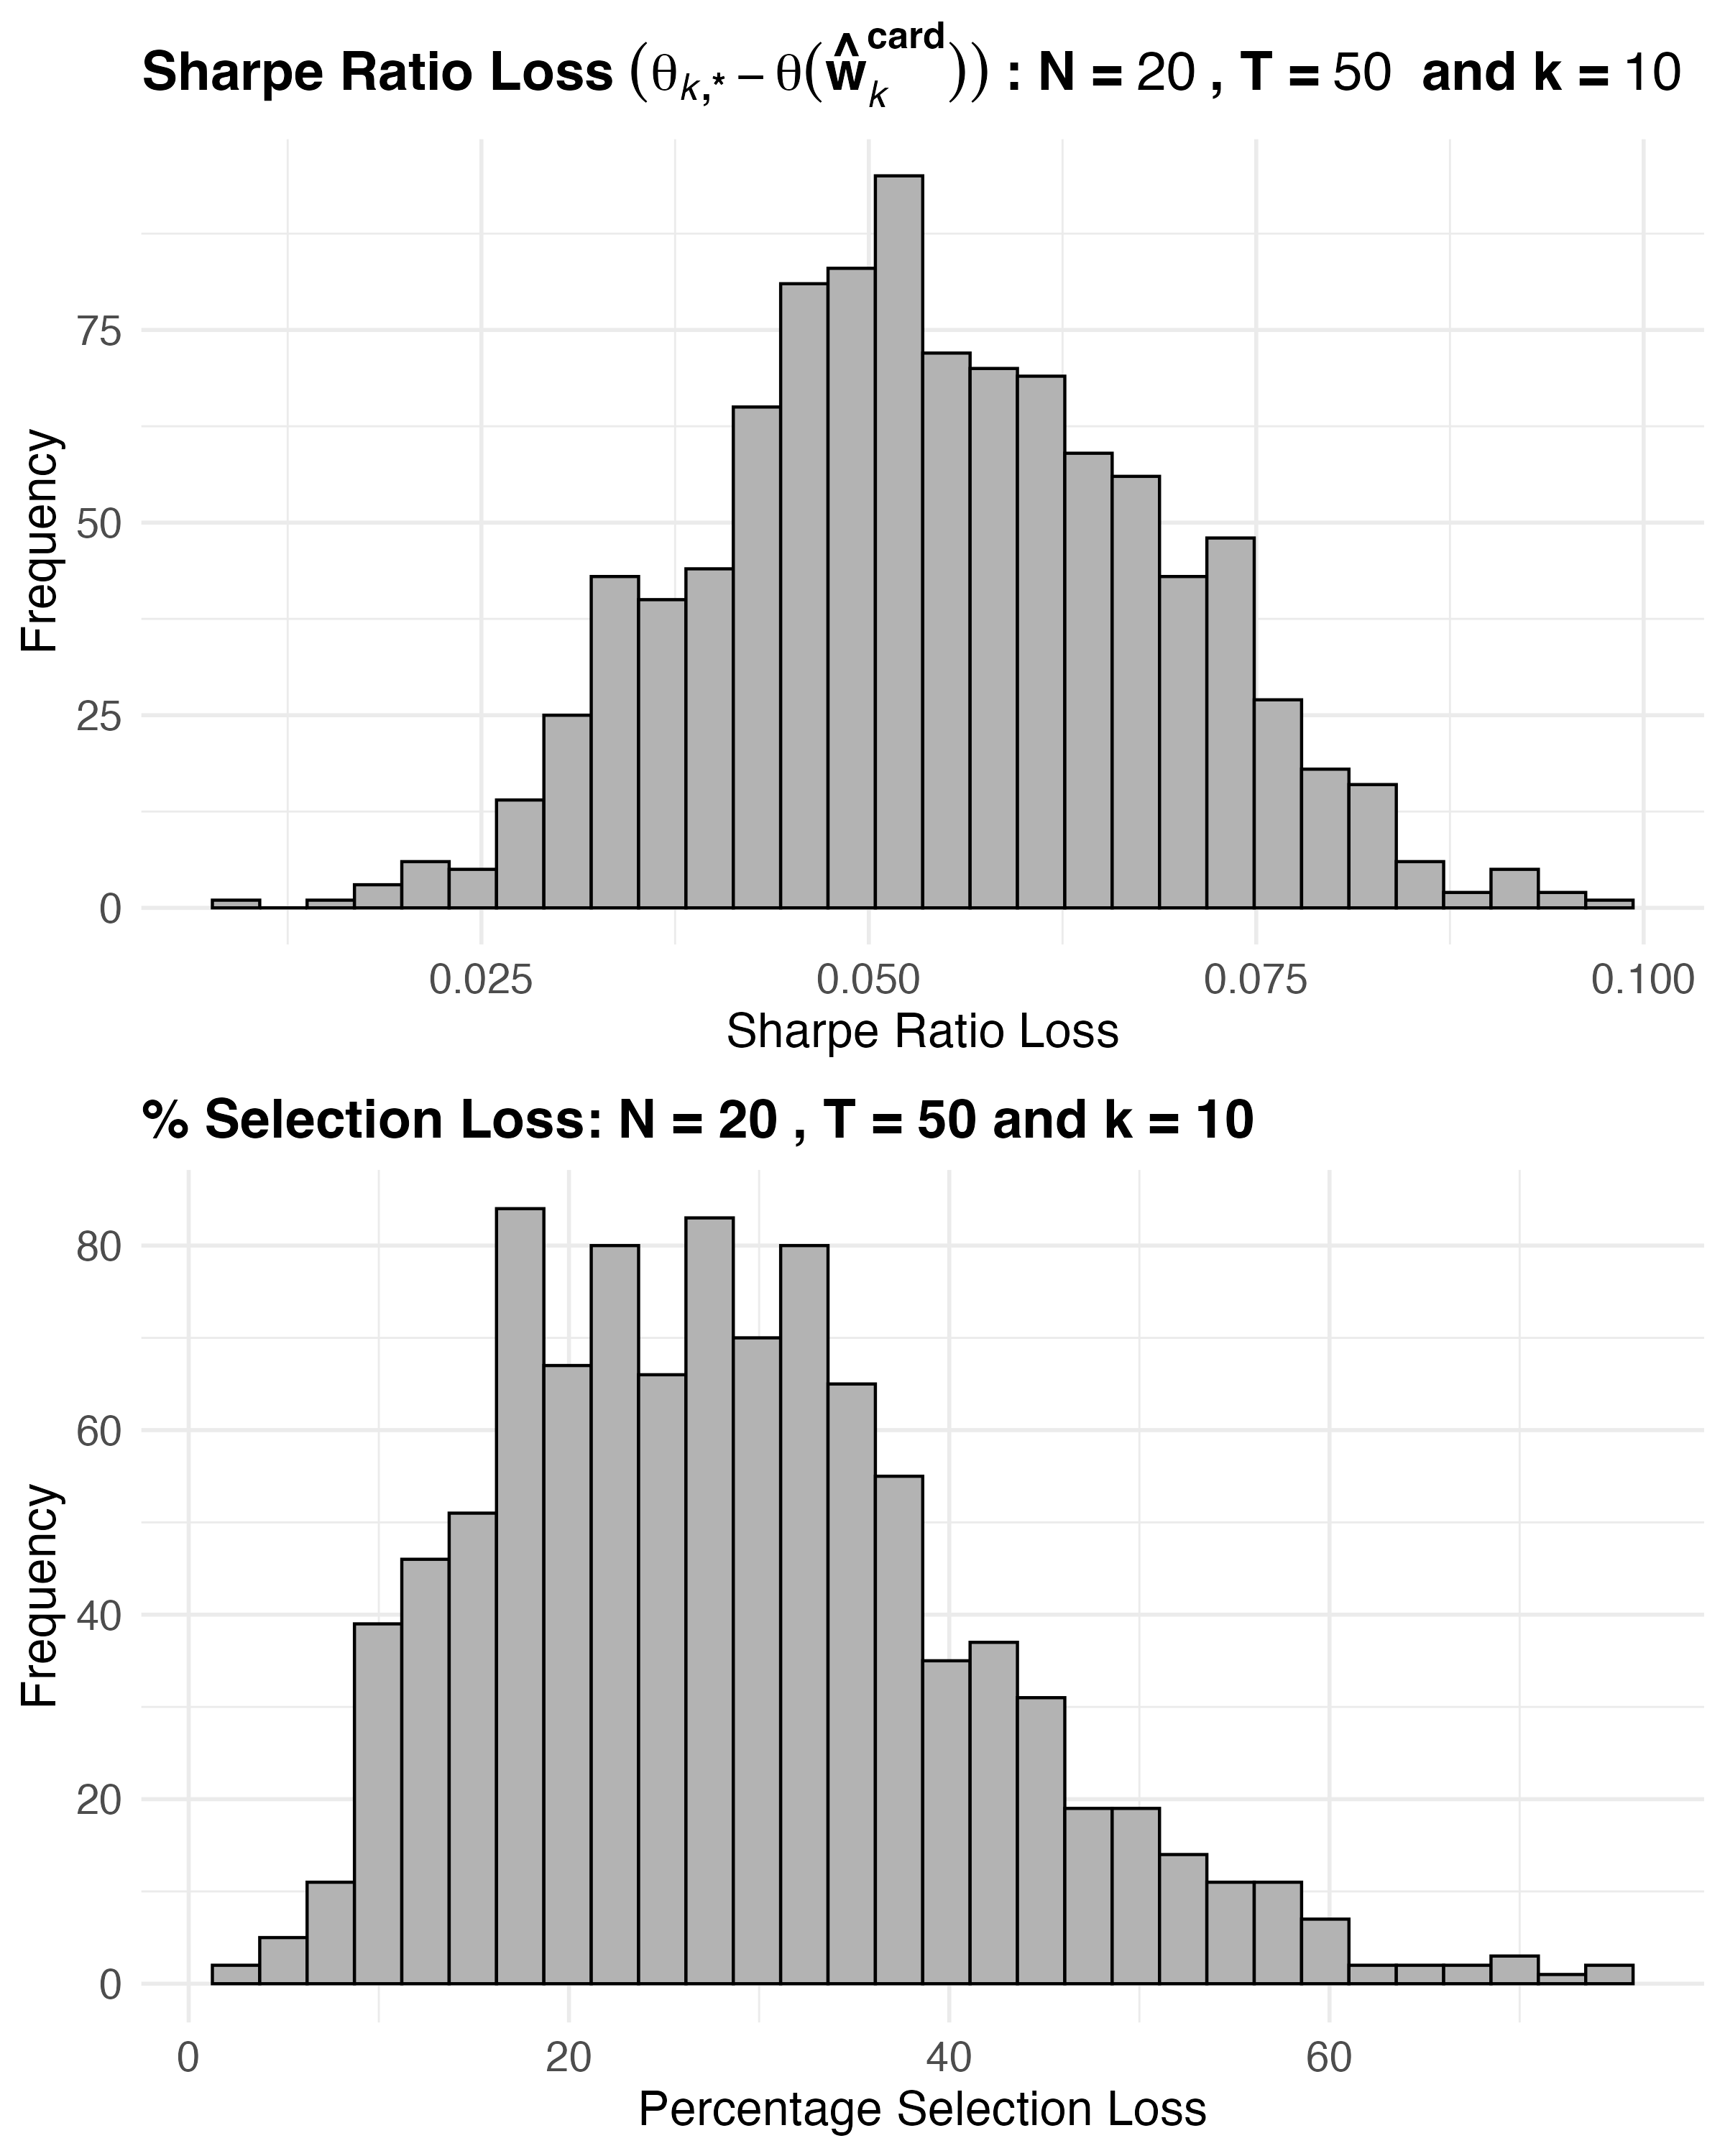 Sharpe Ratio Loss (θk,* − θ(ŵkcard)) : N = 20 , T = 50 and k = 10
75
50
25
0
Frequency
0.025 0.050 0.075 0.100
Sharpe Ratio Loss
% Selection Loss: N = 20 , T = 50 and k = 10
80
60
40
20
0
Frequency
0 20 40 60
Percentage Selection Loss